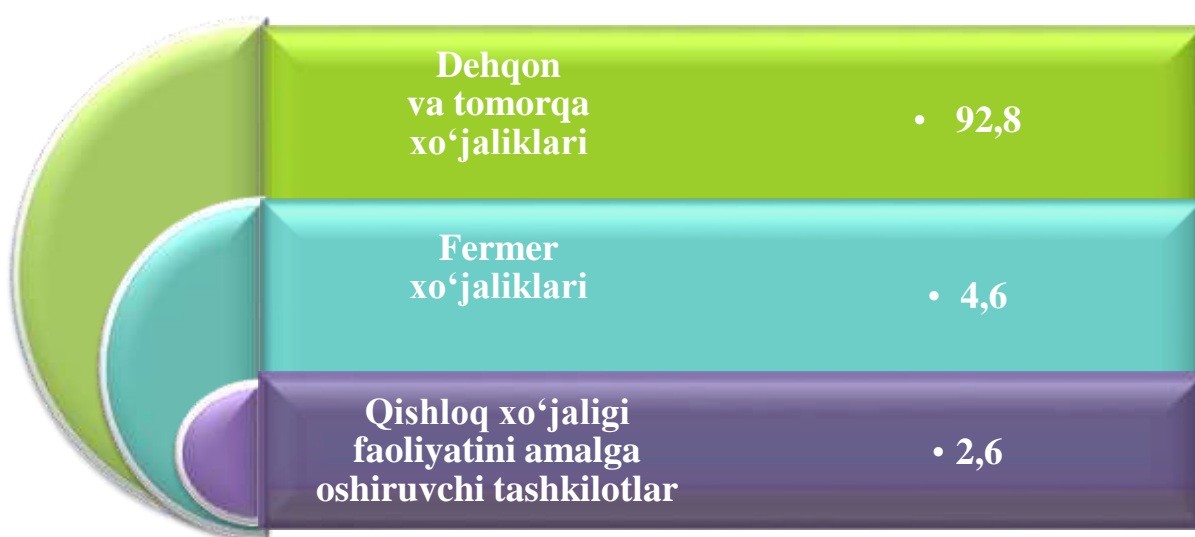 Dehqon
va tomorqa
xo‘jaliklari
• 92,8
Fermer
xo‘jaliklari
• 4,6
Qishloq xo‘jaligi
faoliyatini amalga
oshiruvchi tashkilotlar
• 2,6